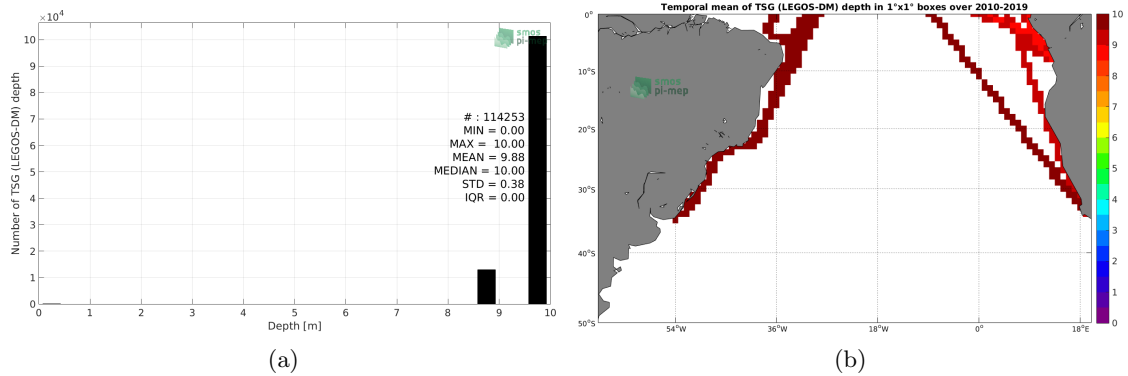 ×10⁴
Number of TSG (LEGOS-DM) depth
10
9
8
7
6
5
4
3
2
1
0
smos
pi-mep
# : 114253
MIN = 0.00
MAX = 10.00
MEAN = 9.88
MEDIAN = 10.00
STD = 0.38
IQR = 0.00
0 1 2 3 4 5 6 7 8 9 10
Depth [m]
(a)
Temporal mean of TSG (LEGOS-DM) depth in 1°x1° boxes over 2010-2019
0°
10°S
20°S
30°S
40°S
50°S
smos
pi-mep
54°W 36°W 18°W 0° 18°E
10
9
8
7
6
5
4
3
2
1
0
(b)